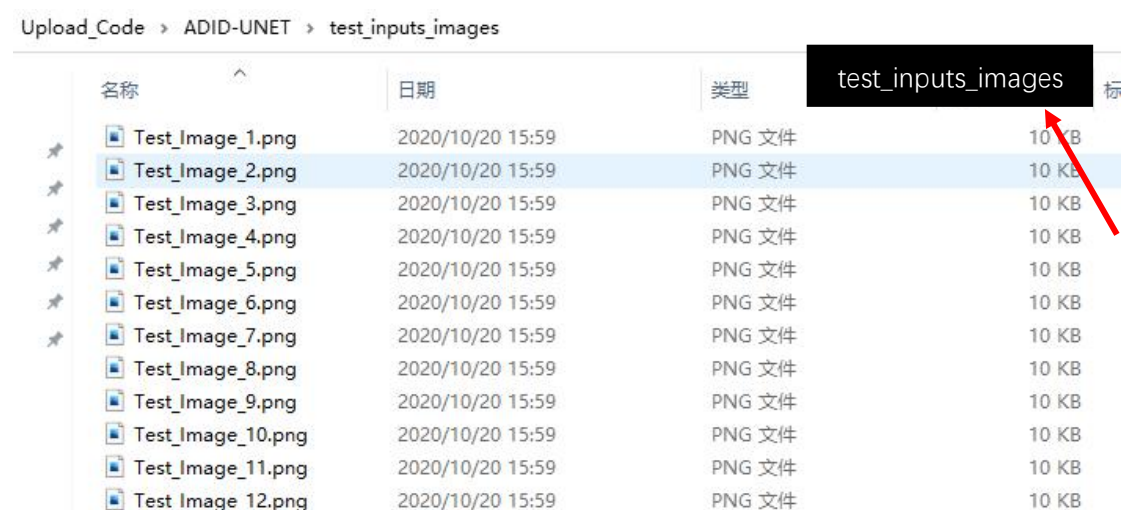 Upload_Code › ADID-UNET › test_inputs_images
test_inputs_images
名称 日期 类型 标
Test_Image_1.png 2020/10/20 15:59 PNG 文件 10 KB
Test_Image_2.png 2020/10/20 15:59 PNG 文件 10 KB
Test_Image_3.png 2020/10/20 15:59 PNG 文件 10 KB
Test_Image_4.png 2020/10/20 15:59 PNG 文件 10 KB
Test_Image_5.png 2020/10/20 15:59 PNG 文件 10 KB
Test_Image_6.png 2020/10/20 15:59 PNG 文件 10 KB
Test_Image_7.png 2020/10/20 15:59 PNG 文件 10 KB
Test_Image_8.png 2020/10/20 15:59 PNG 文件 10 KB
Test_Image_9.png 2020/10/20 15:59 PNG 文件 10 KB
Test_Image_10.png 2020/10/20 15:59 PNG 文件 10 KB
Test_Image_11.png 2020/10/20 15:59 PNG 文件 10 KB
Test_Image_12.png 2020/10/20 15:59 PNG 文件 10 KB